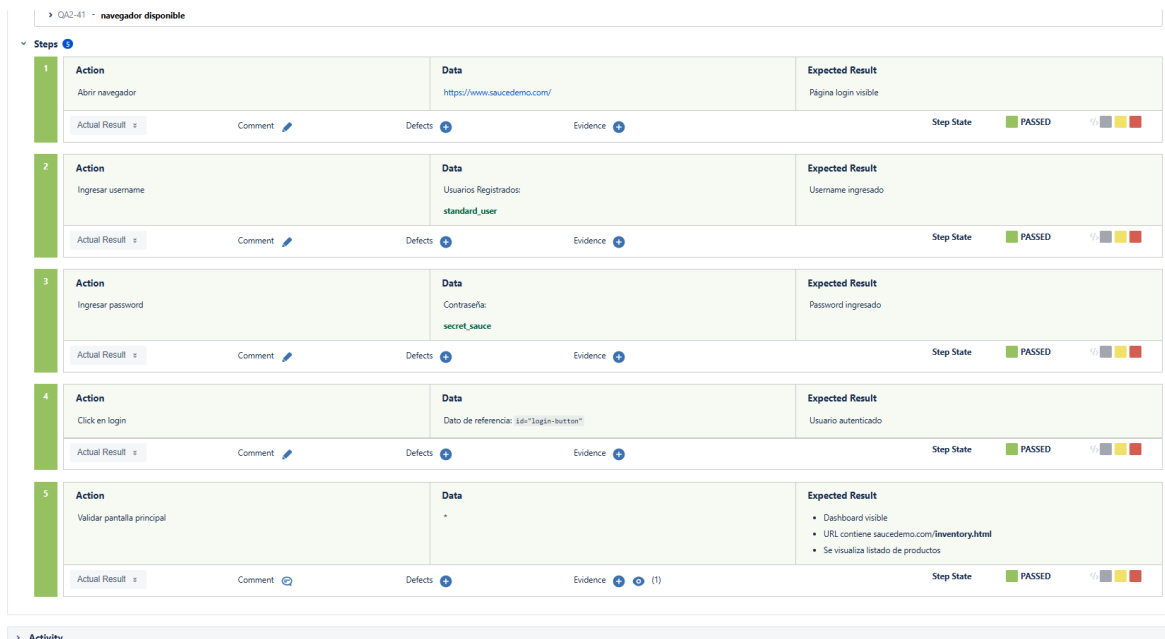 QA2-41 - navegador disponible
Steps 5
1
Action Data Expected Result
Abrir navegador https://www.saucedemo.com/ Página login visible
Actual Result Comment Defects Evidence Step State PASSED
2
Action Data Expected Result
Ingresar username Usuarios Registrados: Username ingresado
standard_user
Actual Result Comment Defects Evidence Step State PASSED
3
Action Data Expected Result
Ingresar password Contraseña: Password ingresado
secret_sauce
Actual Result Comment Defects Evidence Step State PASSED
4
Action Data Expected Result
Click en login Dato de referencia: id="login-button" Usuario autenticado
Actual Result Comment Defects Evidence Step State PASSED
5
Action Data Expected Result
Validar pantalla principal * • Dashboard visible
• URL contiene saucedemo.com/inventory.html
• Se visualiza listado de productos
Actual Result Comment Defects Evidence (1) Step State PASSED
Activity